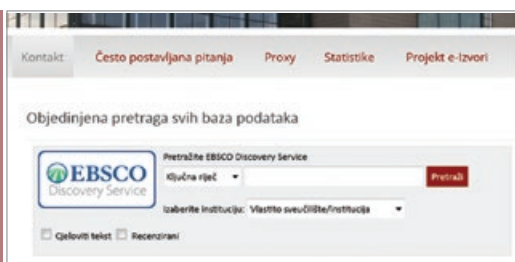 Kontakt Često postavljana pitanja Proxy Statistike Projekt e-Izvori
Objedinjena pretraga svih baza podataka
EBSCO
Discovery Service
Pretražite EBSCO Discovery Service
Ključna riječ Pretraži
Izaberite instituciju: Vlastito sveučilište/institucija
Cjeloviti tekst Recenzirani